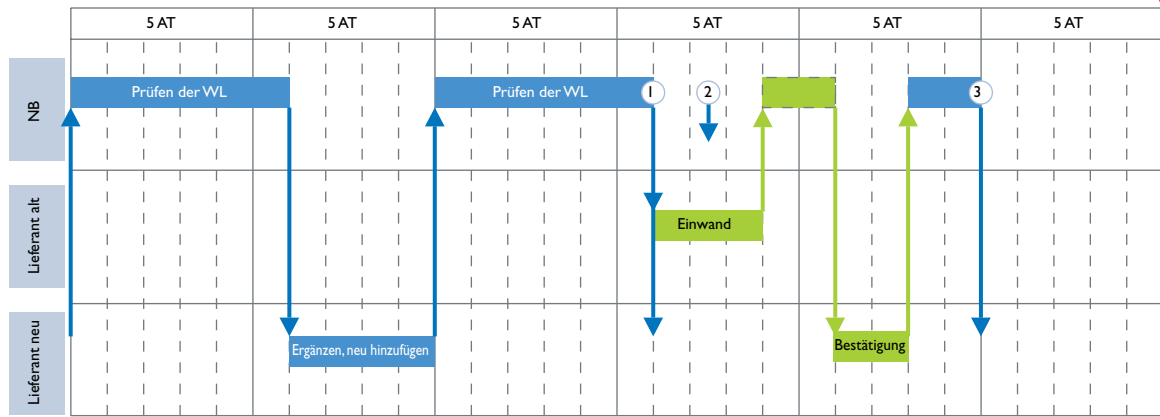 5 AT
5 AT
5 AT
5 AT
5 AT
5 AT
NB
Prüfen der WL
Prüfen der WL
1
2
3
Lieferant alt
Einwand
Lieferant neu
Ergänzen, neu hinzufügen
Bestätigung